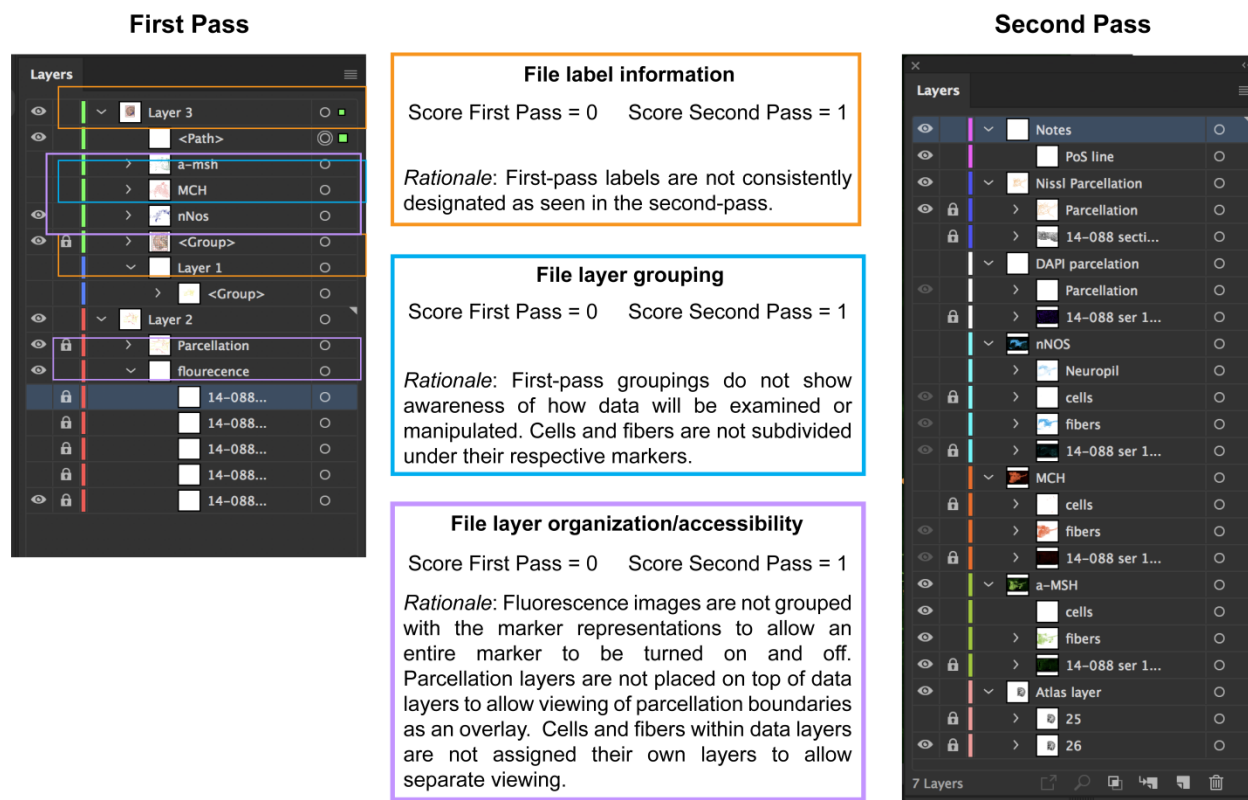 First Pass
Second Pass
Layers
Layer 3
<Path>
a-msh
MCH
nNos
<Group>
Layer 1
<Group>
Layer 2
Parcellation
flourecence
14-088...
14-088...
14-088...
14-088...
14-088...
File label information
Score First Pass = 0 Score Second Pass = 1
Rationale: First-pass labels are not consistently
designated as seen in the second-pass.
File layer grouping
Score First Pass = 0 Score Second Pass = 1
Rationale: First-pass groupings do not show
awareness of how data will be examined or
manipulated. Cells and fibers are not subdivided
under their respective markers.
File layer organization/accessibility
Score First Pass = 0 Score Second Pass = 1
Rationale: Fluorescence images are not grouped
with the marker representations to allow an
entire marker to be turned on and off.
Parcellation layers are not placed on top of data
layers to allow viewing of parcellation boundaries
as an overlay. Cells and fibers within data layers
are not assigned their own layers to allow
separate viewing.
Layers
Notes
PoS line
Nissl Parcellation
Parcellation
14-088 secti...
DAPI parcelation
Parcellation
14-088 ser 1...
nNOS
Neuropil
cells
fibers
14-088 ser 1...
MCH
cells
fibers
14-088 ser 1...
a-MSH
cells
fibers
14-088 ser 1...
Atlas layer
25
26
7 Layers